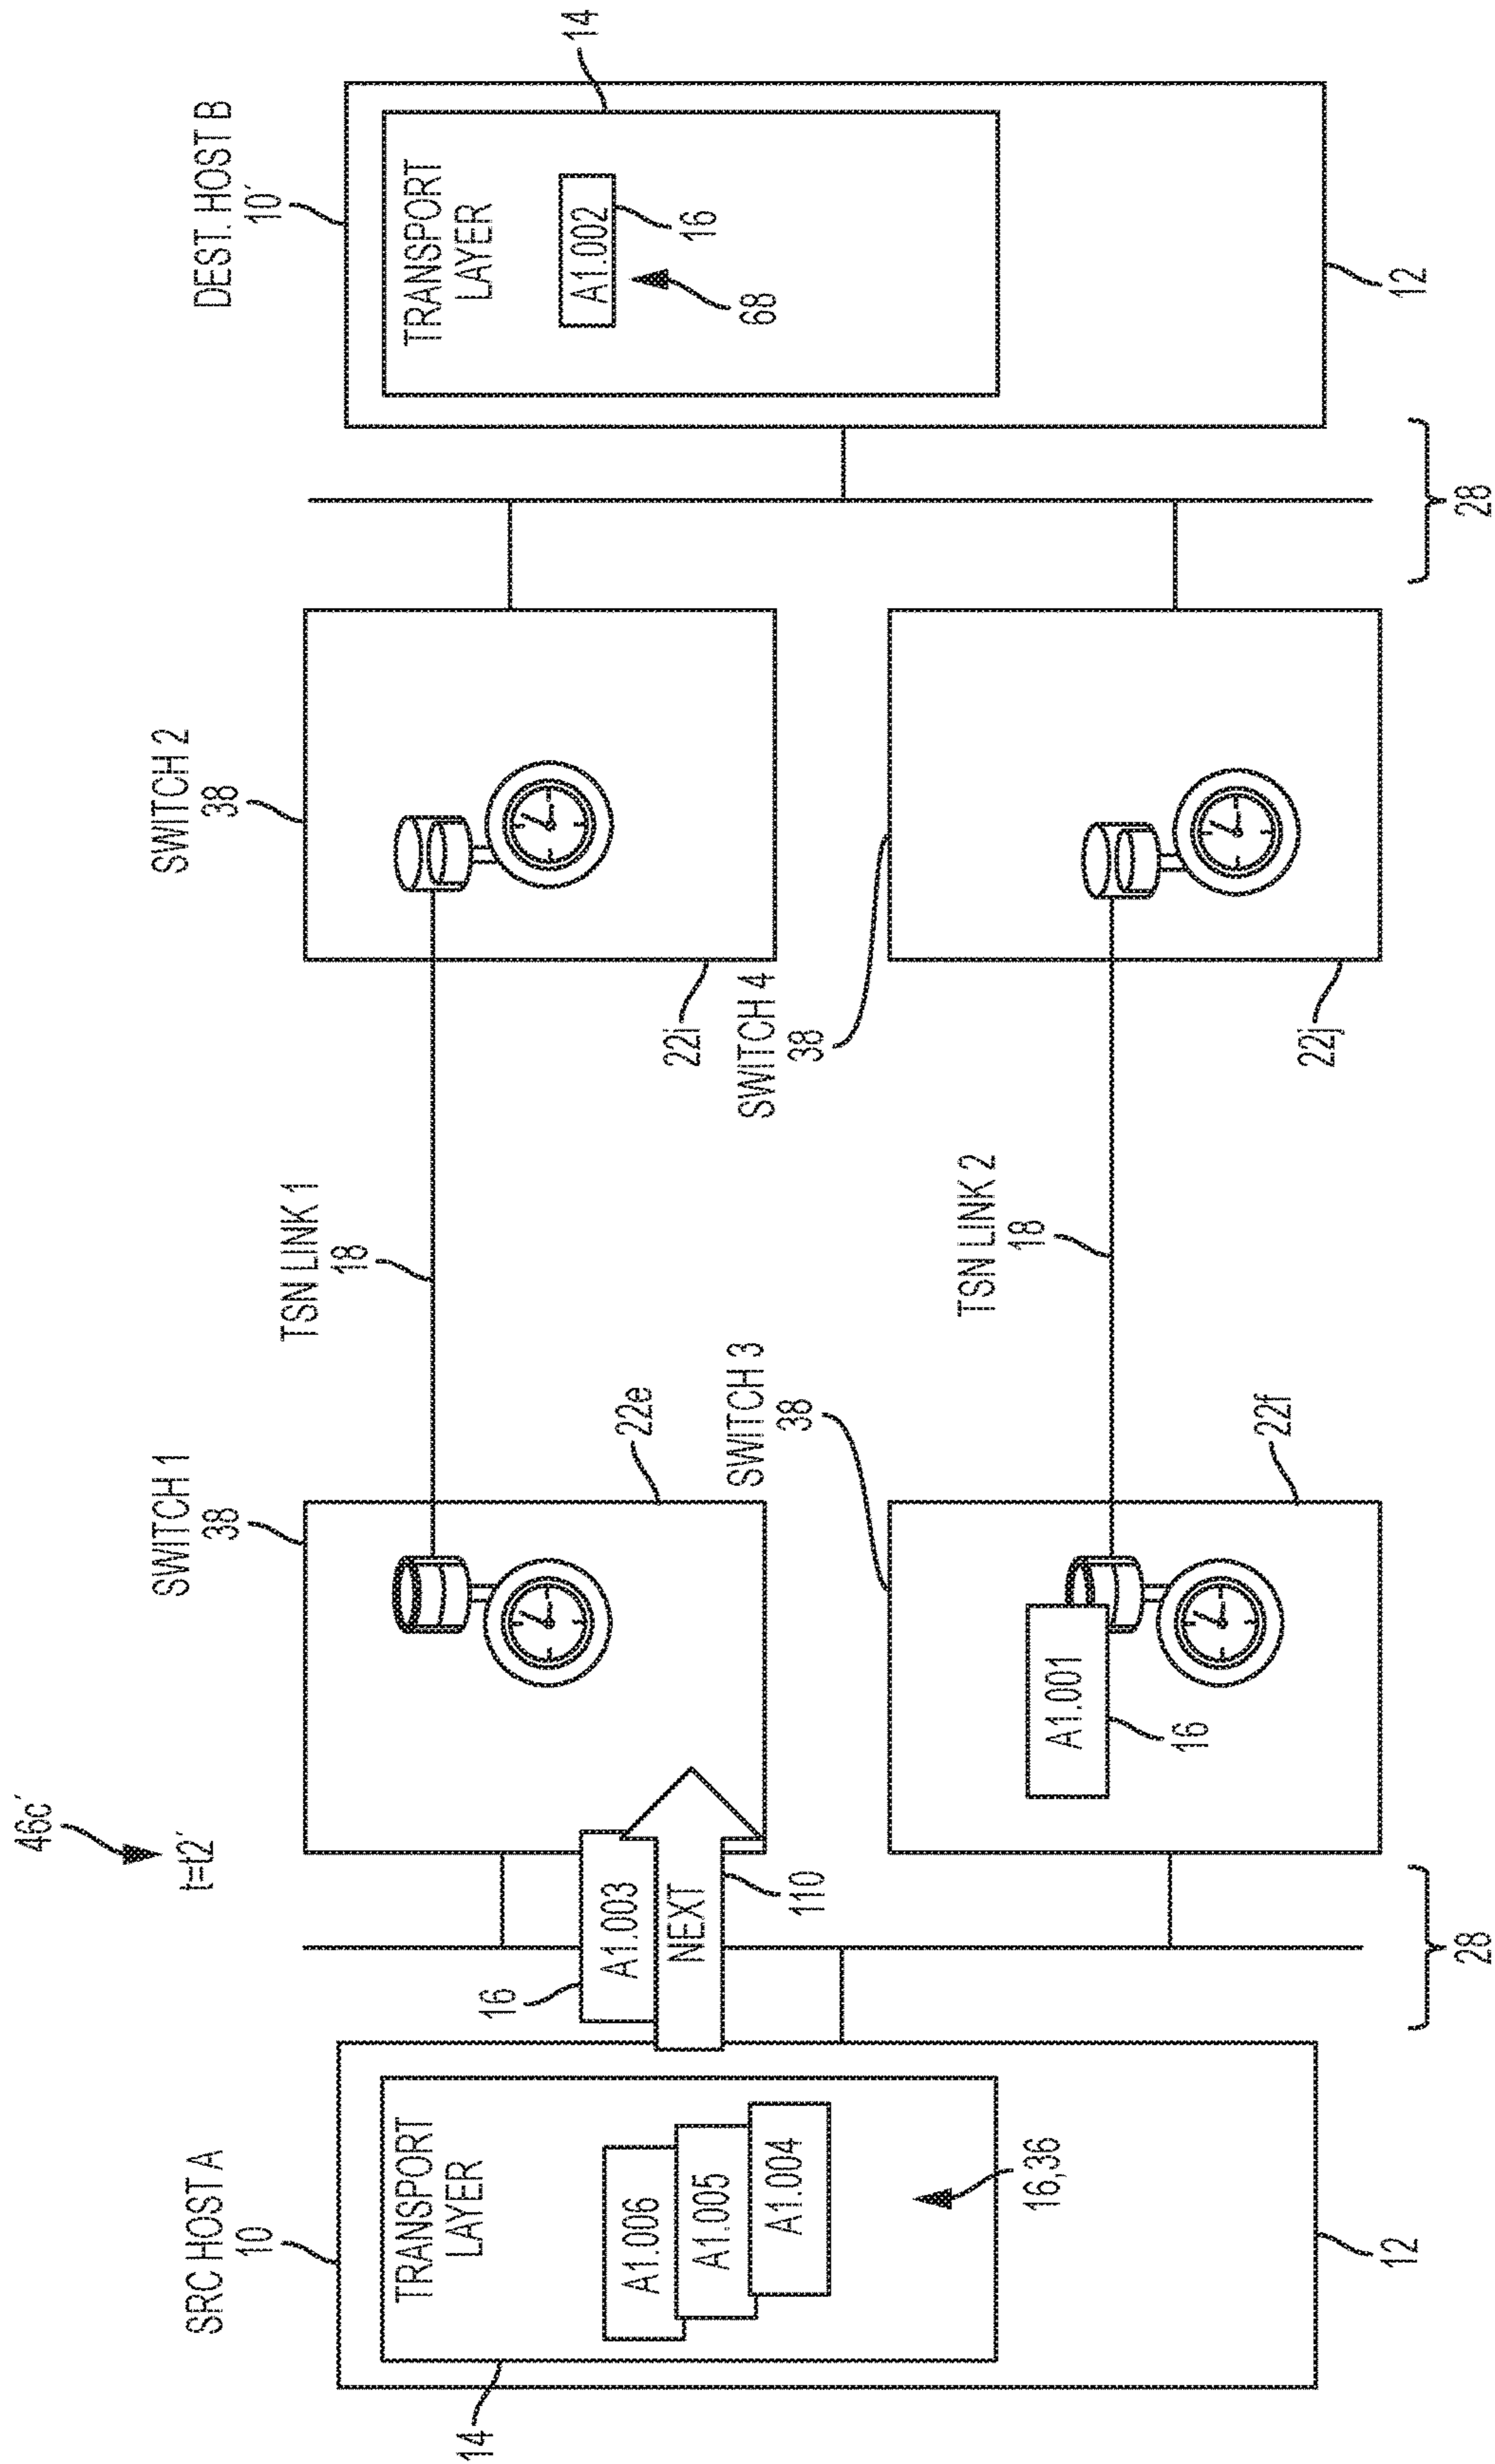 46c′
t=t2′
SRC HOST A
10
TRANSPORT
LAYER
A1.006
A1.005
A1.004
16,36
14
12
16
A1.003
NEXT
110
28
SWITCH 1
38
22e
SWITCH 3
38
A1.001
16
22f
TSN LINK 1
18
TSN LINK 2
18
SWITCH 2
38
22i
SWITCH 4
38
22j
28
DEST. HOST B
10′
TRANSPORT
LAYER
A1.002
16
68
14
12